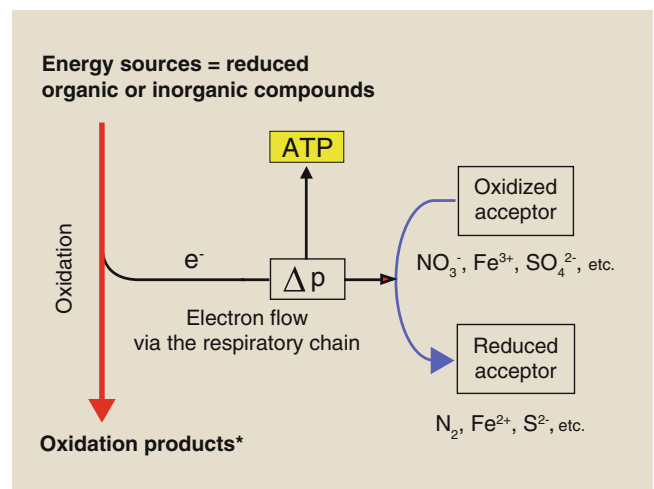 Energy sources = reduced
organic or inorganic compounds
ATP
Oxidized
acceptor
Oxidation
e⁻
Δp
NO₃⁻, Fe³⁺, SO₄²⁻, etc.
Electron flow
via the respiratory chain
Reduced
acceptor
N₂, Fe²⁺, S²⁻, etc.
Oxidation products*